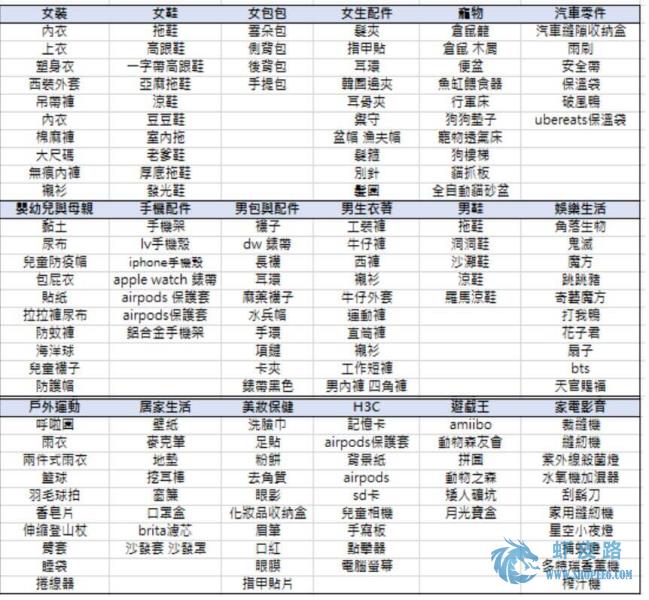 女裝 女鞋 女包包 女生配件 寵物 汽車零件
內衣 拖鞋 雲朵包 髮夾 倉鼠籠 汽車縫隙收納盒
上衣 高跟鞋 側背包 指甲貼 倉鼠 木屑 雨刷
塑身衣 一字帶高跟鞋 後背包 耳環 便盆 安全帶
西裝外套 亞麻拖鞋 手提包 韓國邊夾 魚缸餵食器 保溫袋
吊帶褲 涼鞋 耳骨夾 行軍床 破風鴨
內衣 豆豆鞋 禦守 狗狗墊子 ubereats保溫袋
棉麻褲 室內拖 盆帽 漁夫帽 寵物透氣床
大尺碼 老爹鞋 髮箍 狗樓梯
無痕內褲 厚底拖鞋 別針 貓抓板
襯衫 發光鞋 髮圈 全自動貓砂盆
嬰幼兒與母親 手機配件 男包與配件 男生衣著 男鞋 娛樂生活
黏土 手機架 襪子 工裝褲 拖鞋 角落生物
尿布 lv手機殼 dw 錶帶 牛仔褲 洞洞鞋 鬼滅
兒童防疫帽 iphone手機殼 長襪 西褲 沙灘鞋 魔方
包屁衣 apple watch 錶帶 耳環 襯衫 涼鞋 跳跳豬
貼紙 airpods 保護套 麻藥襪子 牛仔外套 羅馬涼鞋 奇藝魔方
拉拉褲尿布 airpods保護套 水兵帽 運動褲 打我鴨
防蚊褲 鋁合金手機架 手環 直筒褲 花子君
海洋球 項鏈 襯衫 扇子
兒童襪子 卡夾 工作短褲 bts
防護帽 錶帶黑色 男內褲 四角褲 天官賜福
戶外運動 居家生活 美妝保健 H3C 遊戲王 家電影音
呼啦圈 壁紙 洗臉巾 記憶卡 amiibo 裁縫機
雨衣 麥克筆 足貼 airpods保護套 動物森友會 縫紉機
兩件式雨衣 地墊 粉餅 背景紙 拼圖 紫外線殺菌燈
籃球 挖耳棒 去角質 airpods 動物之森 水氧機加濕器
羽毛球拍 窗簾 眼影 sd卡 矮人礦坑 刮鬍刀
香皂片 口罩盒 化妝品收納盒 兒童相機 月光寶盒 家用縫紉機
伸縮登山杖 brita濾芯 眉筆 手寫板 星空小夜燈
臂套 沙發套 沙發罩 口紅 點擊器 捕蚊燈
睡袋 眼膜 電腦螢幕 多特瑞香薰機
捲線器 指甲貼片 榨汁機
虾皮路
WWW.SHOPEE6.COM